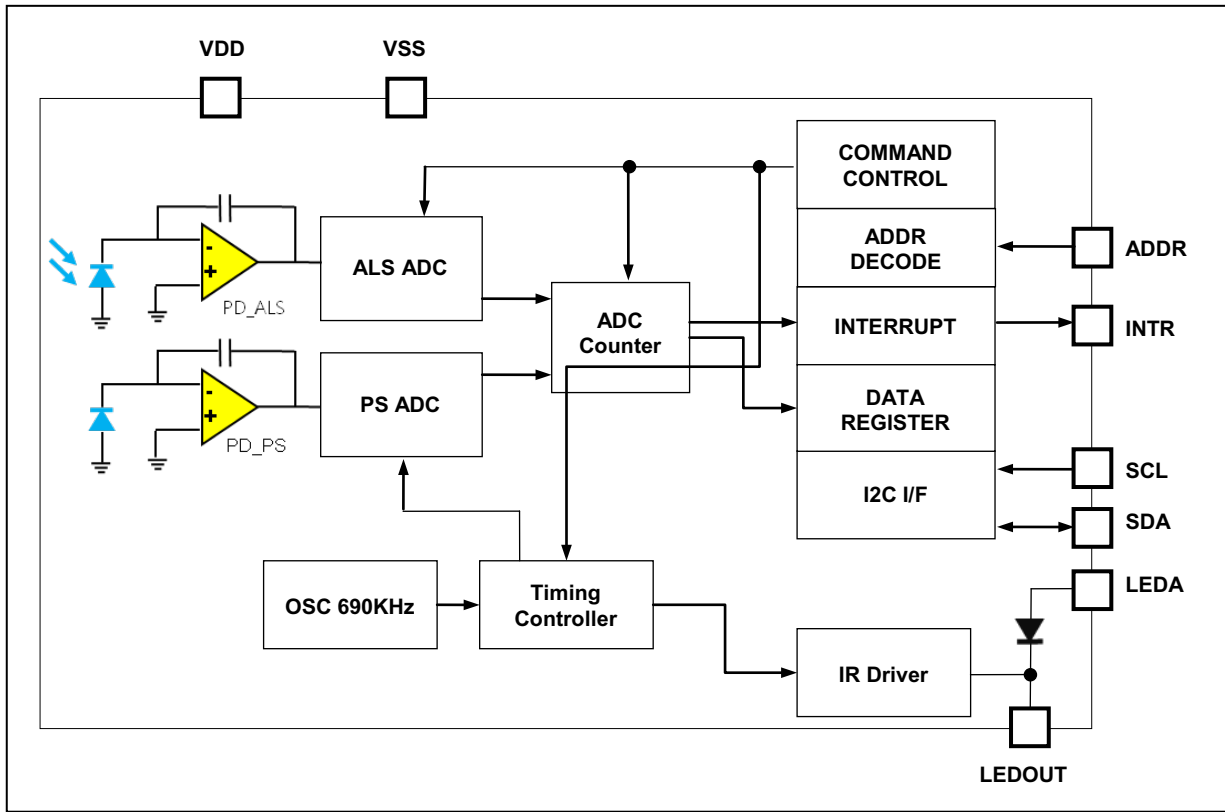 VDD
VSS
COMMAND
CONTROL
ADDR
DECODE
ADDR
ALS ADC
-
+
PD_ALS
ADC
Counter
INTERRUPT
INTR
PS ADC
-
+
PD_PS
DATA
REGISTER
SCL
I2C I/F
SDA
OSC 690KHz
Timing
Controller
LEDA
IR Driver
LEDOUT